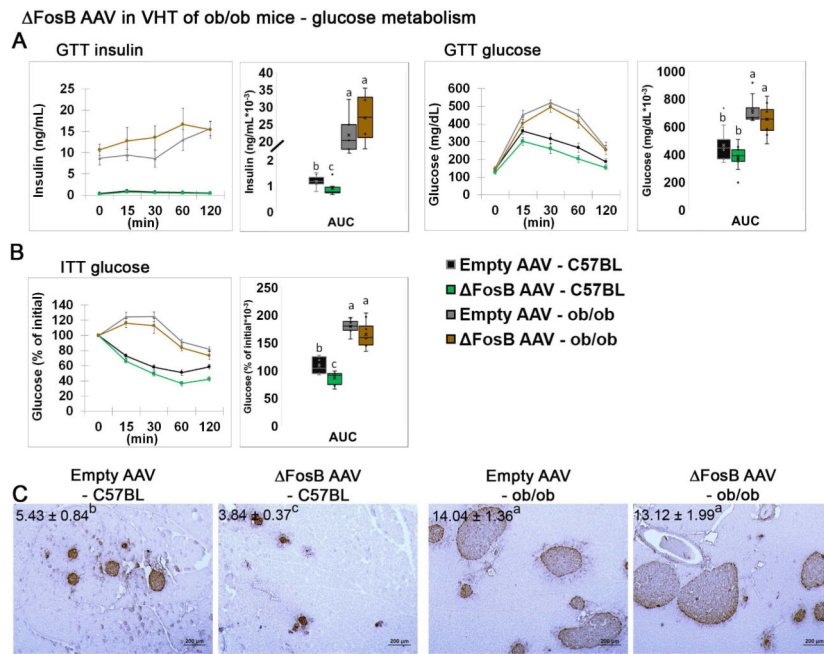 ΔFosB AAV in VHT of ob/ob mice - glucose metabolism
A
GTT insulin
GTT glucose
Insulin (ng/mL)
25
20
15
10
5
0
0 15 30 60 120
(min)
Insulin (ng/mL*10⁻³)
40
35
30
25
20
2
1
0
b c a a
AUC
Glucose (mg/dL)
600
500
400
300
200
100
0
0 15 30 60 120
(min)
Glucose (mg/dL*10⁻³)
1000
800
600
400
200
0
b b a a
AUC
B
ITT glucose
Glucose (% of initial)
140
120
100
80
60
40
20
0
0 15 30 60 120
(min)
Glucose (% of initial*10⁻³)
250
200
150
100
50
0
b c a a
AUC
Empty AAV - C57BL
ΔFosB AAV - C57BL
Empty AAV - ob/ob
ΔFosB AAV - ob/ob
C
Empty AAV
- C57BL
ΔFosB AAV
- C57BL
Empty AAV
- ob/ob
ΔFosB AAV
- ob/ob
5.43 ± 0.84ᵇ
3.84 ± 0.37ᶜ
14.04 ± 1.36ᵃ
13.12 ± 1.99ᵃ
200 µm
200 µm
200 µm
200 µm